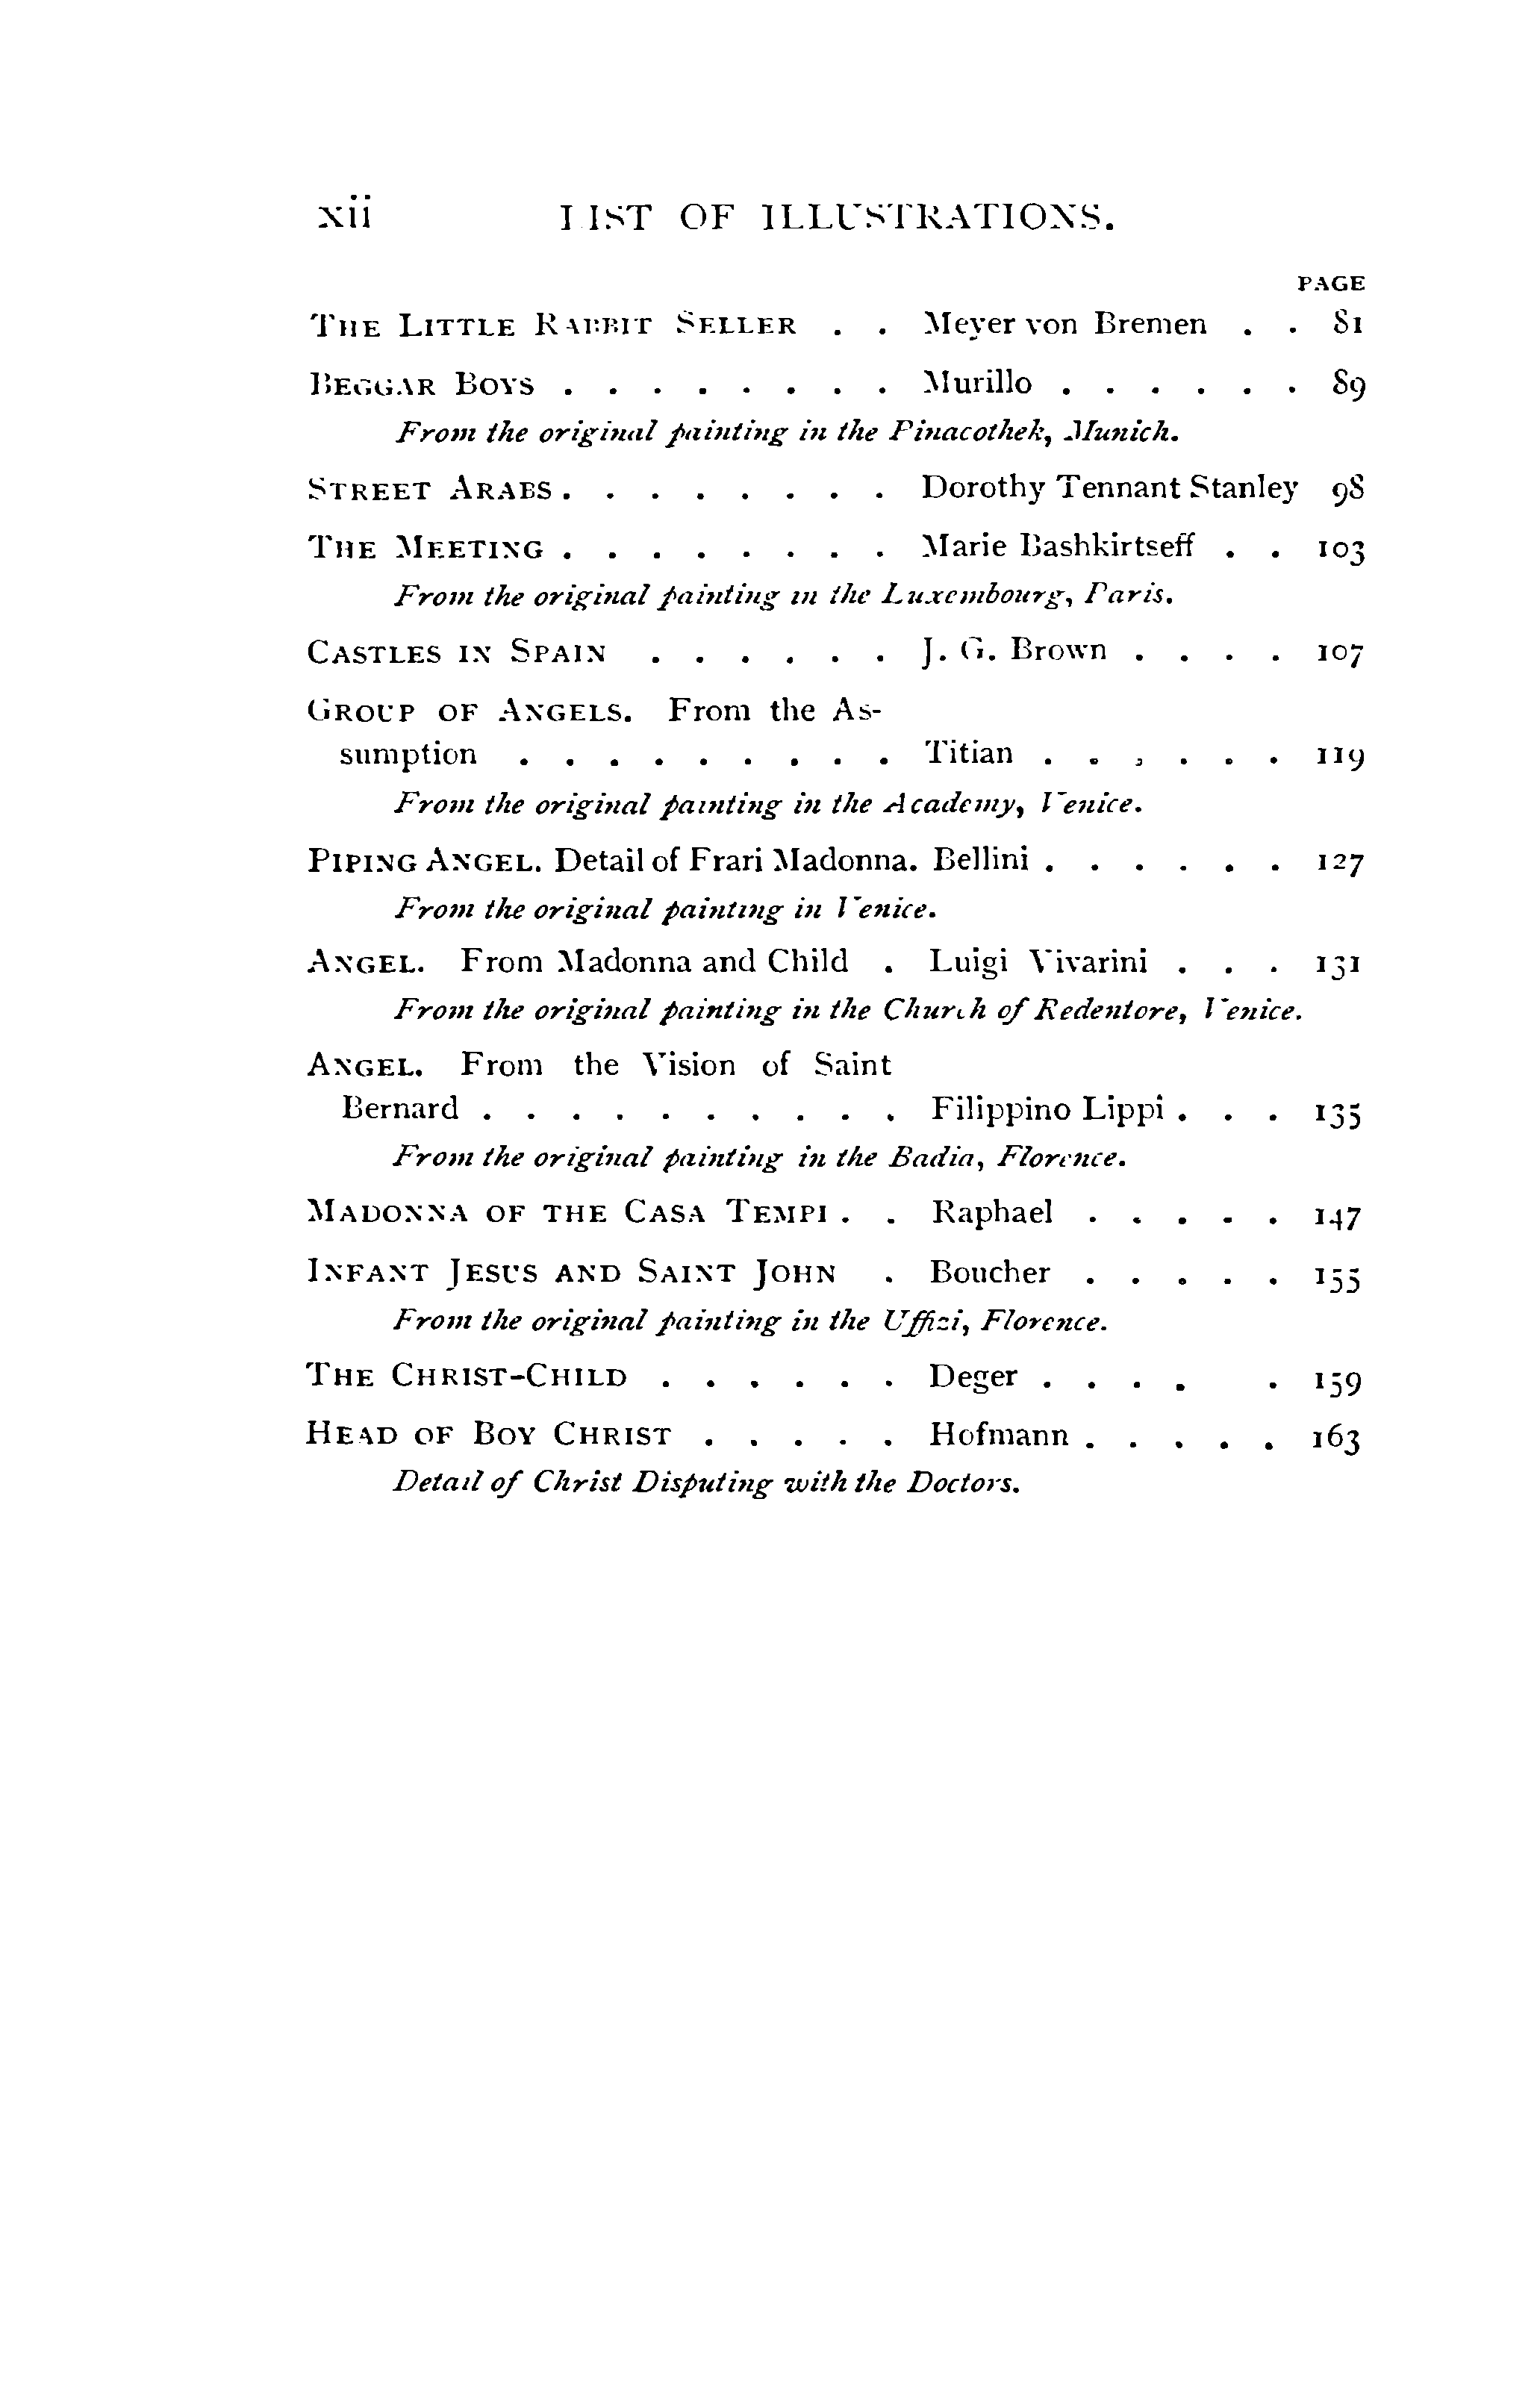 xii LIST OF ILLUSTRATIONS.
PAGE
THE LITTLE RABBIT SELLER . . Meyer von Bremen . . 81
BEGGAR BOYS . . . . . . . . Murillo . . . . . . 89
From the original painting in the Pinacothek, Munich.
STREET ARABS . . . . . . . . Dorothy Tennant Stanley 98
THE MEETING . . . . . . . . Marie Bashkirtseff . . 103
From the original painting in the Luxembourg, Paris.
CASTLES IN SPAIN . . . . . . J. G. Brown . . . . 107
GROUP OF ANGELS. From the As-
sumption . . . . . . . . . Titian . . . . . . 119
From the original painting in the Academy, Venice.
PIPING ANGEL. Detail of Frari Madonna. Bellini . . . . . . 127
From the original painting in Venice.
ANGEL. From Madonna and Child . Luigi Vivarini . . . 131
From the original painting in the Church of Redentore, Venice.
ANGEL. From the Vision of Saint
Bernard . . . . . . . . . . Filippino Lippi . . . 135
From the original painting in the Badia, Florence.
MADONNA OF THE CASA TEMPI . . Raphael . . . . . 147
INFANT JESUS AND SAINT JOHN . Boucher . . . . . 155
From the original painting in the Uffizi, Florence.
THE CHRIST-CHILD . . . . . . Deger . . . . . 159
HEAD OF BOY CHRIST . . . . . Hofmann . . . . . 163
Detail of Christ Disputing with the Doctors.